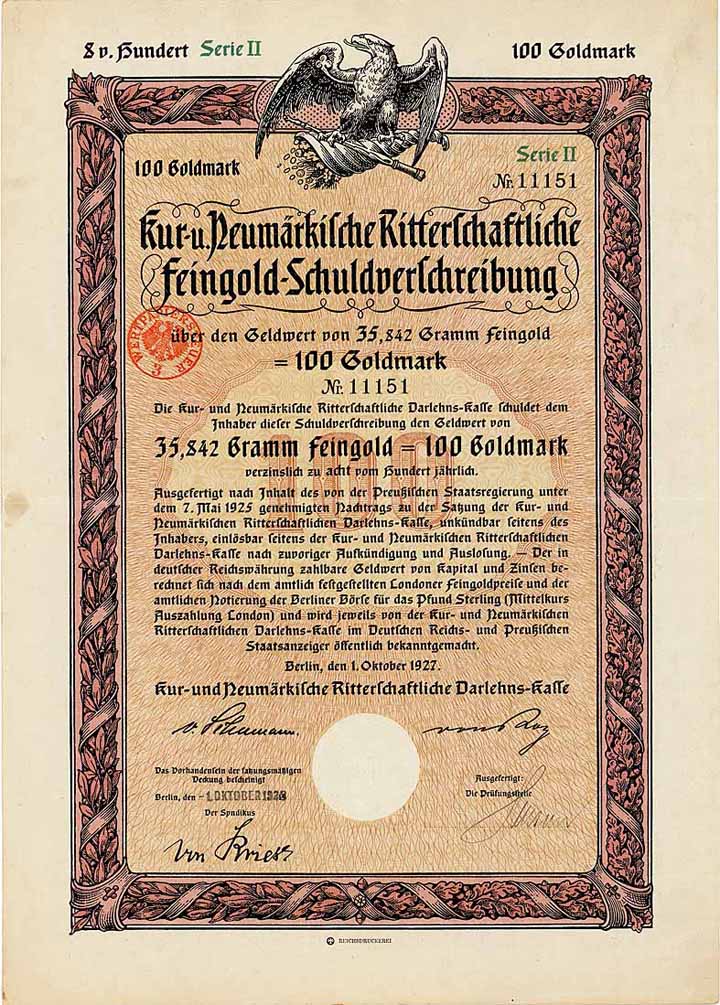 8 v. Hundert Serie II
100 Goldmark
100 Goldmark
Serie II
Nr. 11151
Kur- u. Neumärkische Ritterschaftliche
Feingold-Schuldverschreibung
WERTPAPIERSTEUER
3
über den Geldwert von 35,842 Gramm Feingold
= 100 Goldmark
Nr. 11151
Die Kur- und Neumärkische Ritterschaftliche Darlehns-Kasse schuldet dem
Inhaber dieser Schuldverschreibung den Geldwert von
35,842 Gramm Feingold = 100 Goldmark
verzinslich zu acht vom Hundert jährlich.
Ausgefertigt nach Inhalt des von der Preußischen Staatsregierung unter
dem 7. Mai 1925 genehmigten Nachtrags zu der Satzung der Kur- und
Neumärkischen Ritterschaftlichen Darlehns-Kasse, unkündbar seitens des
Inhabers, einlösbar seitens der Kur- und Neumärkischen Ritterschaftlichen
Darlehns-Kasse nach zuvoriger Aufkündigung und Auslosung. — Der in
deutscher Reichswährung zahlbare Geldwert von Kapital und Zinsen be-
rechnet sich nach dem amtlich festgestellten Londoner Feingoldpreise und der
amtlichen Notierung der Berliner Börse für das Pfund Sterling (Mittelkurs
Auszahlung London) und wird jeweils von der Kur- und Neumärkischen
Ritterschaftlichen Darlehns-Kasse im Deutschen Reichs- und Preußischen
Staatsanzeiger öffentlich bekanntgemacht.
Berlin, den 1. Oktober 1927.
Kur- und Neumärkische Ritterschaftliche Darlehns-Kasse
Das Vorhandensein der satzungsmäßigen
Deckung bescheinigt
Berlin, den -1. OKTOBER
Der Syndikus
von Kries
Ausgefertigt:
Die Prüfungsstelle
REICHSDRUCKEREI